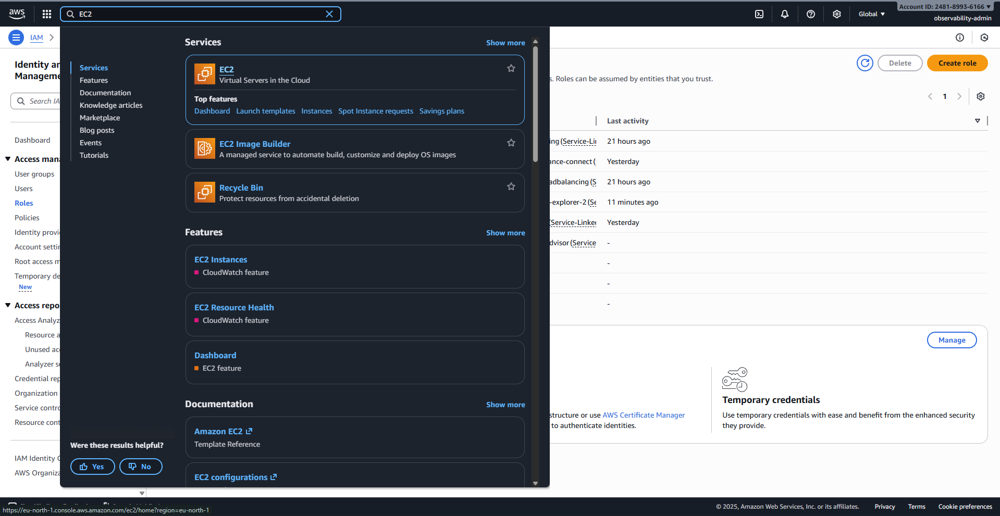 aws
EC2
Global
Account ID: 2481-8993-6166
observability-admin
IAM
Identity an
Manageme
Search IA
Dashboard
Access mana
User groups
Users
Roles
Policies
Identity provi
Account settin
Root access m
Temporary de
New
Access repo
Access Analyz
Resource a
Unused acc
Analyzer se
Credential rep
Organization
Service contro
Resource cont
IAM Identity C
AWS Organiza
Services
Features
Documentation
Knowledge articles
Marketplace
Blog posts
Events
Tutorials
Were these results helpful?
Yes
No
Services
Show more
EC2
Virtual Servers in the Cloud
Top features
Dashboard Launch templates Instances Spot Instance requests Savings plans
EC2 Image Builder
A managed service to automate build, customize and deploy OS images
Recycle Bin
Protect resources from accidental deletion
Features
Show more
EC2 Instances
CloudWatch feature
EC2 Resource Health
CloudWatch feature
Dashboard
EC2 feature
Documentation
Show more
Amazon EC2
Template Reference
EC2 configurations
Delete
Create role
s. Roles can be assumed by entities that you trust.
1
Last activity
ing (Service-Li
21 hours ago
ance-connect (
Yesterday
adbalancing (S
21 hours ago
-explorer-2 (Se
11 minutes ago
(Service-Linke
Yesterday
dvisor (Service
-
-
-
-
Manage
structure or use AWS Certificate Manager
to authenticate identities.
Temporary credentials
Use temporary credentials with ease and benefit from the enhanced security
they provide.
https://eu-north-1.console.aws.amazon.com/ec2/home?region=eu-north-1
© 2025, Amazon Web Services, Inc. or its affiliates.
Privacy
Terms
Cookie preferences